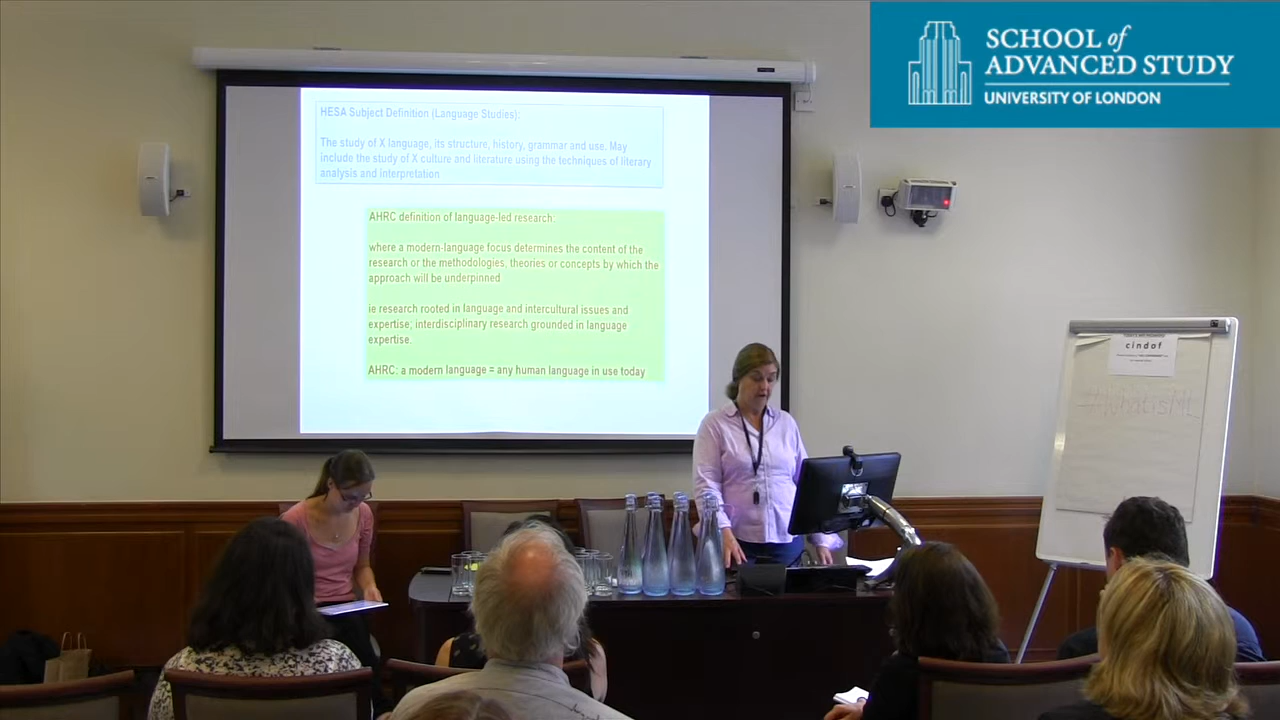 SCHOOL of
ADVANCED STUDY
UNIVERSITY OF LONDON
HESA Subject Definition (Language Studies):
The study of X language, its structure, history, grammar and use. May
include the study of X culture and literature using the techniques of literary
analysis and interpretation
AHRC definition of language-led research:
where a modern-language focus determines the content of the
research or the methodologies, theories or concepts by which the
approach will be underpinned.
ie research rooted in language and intercultural issues and
expertise; interdisciplinary research grounded in language
expertise.
AHRC: a modern language = any human language in use today
cindof
#WhatisML